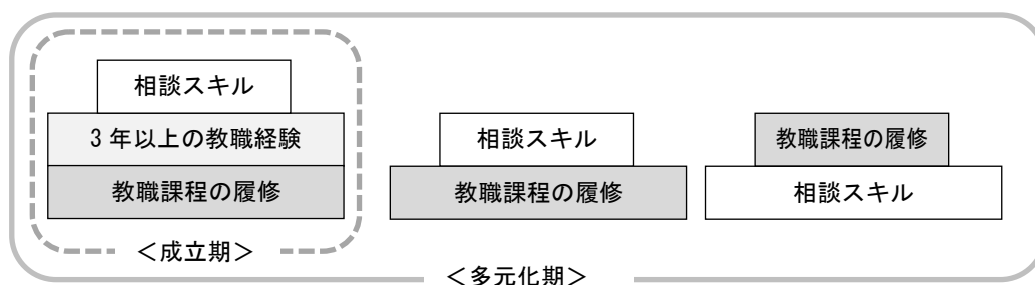 相談スキル
3年以上の教職経験
教職課程の履修
＜成立期＞
相談スキル
教職課程の履修
教職課程の履修
相談スキル
＜多元化期＞